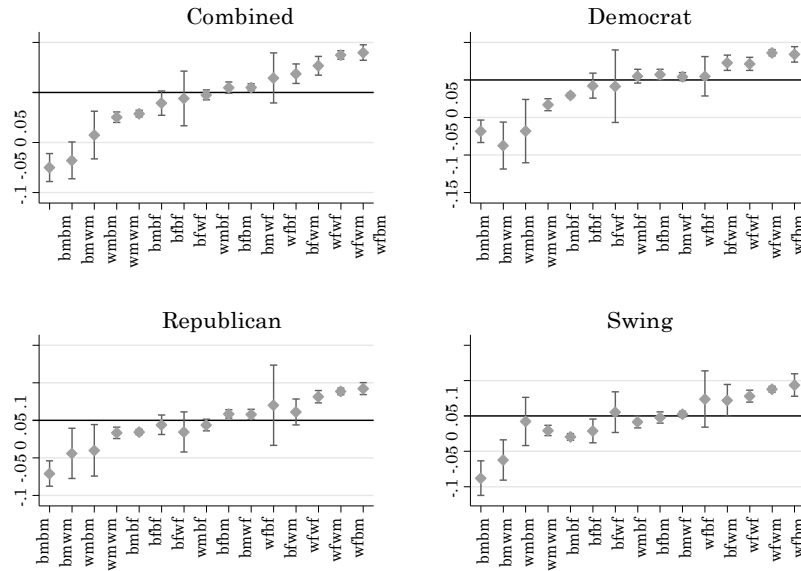 Combined
-.1 -.05 0 .05
bmbm
bmwm
wmbm
wmwm
bmbf
bfbf
bfwf
wmbf
bfbm
bmwf
wfbf
bfwm
wfwf
wfwm
wfbm
Democrat
-.15 -.1 -.05 0 .05
bmbm
bmwm
wmbm
wmwm
bmbf
bfbf
bfwf
wmbf
bfbm
bmwf
wfbf
bfwm
wfwf
wfwm
wfbm
Republican
-.1 -.05 0 .05 .1
bmbm
bmwm
wmbm
wmwm
bmbf
bfbf
bfwf
wmbf
bfbm
bmwf
wfbf
bfwm
wfwf
wfwm
wfbm
Swing
-.1 -.05 0 .05 .1
bmbm
bmwm
wmbm
wmwm
bmbf
bfbf
bfwf
wmbf
bfbm
bmwf
wfbf
bfwm
wfwf
wfwm
wfbm